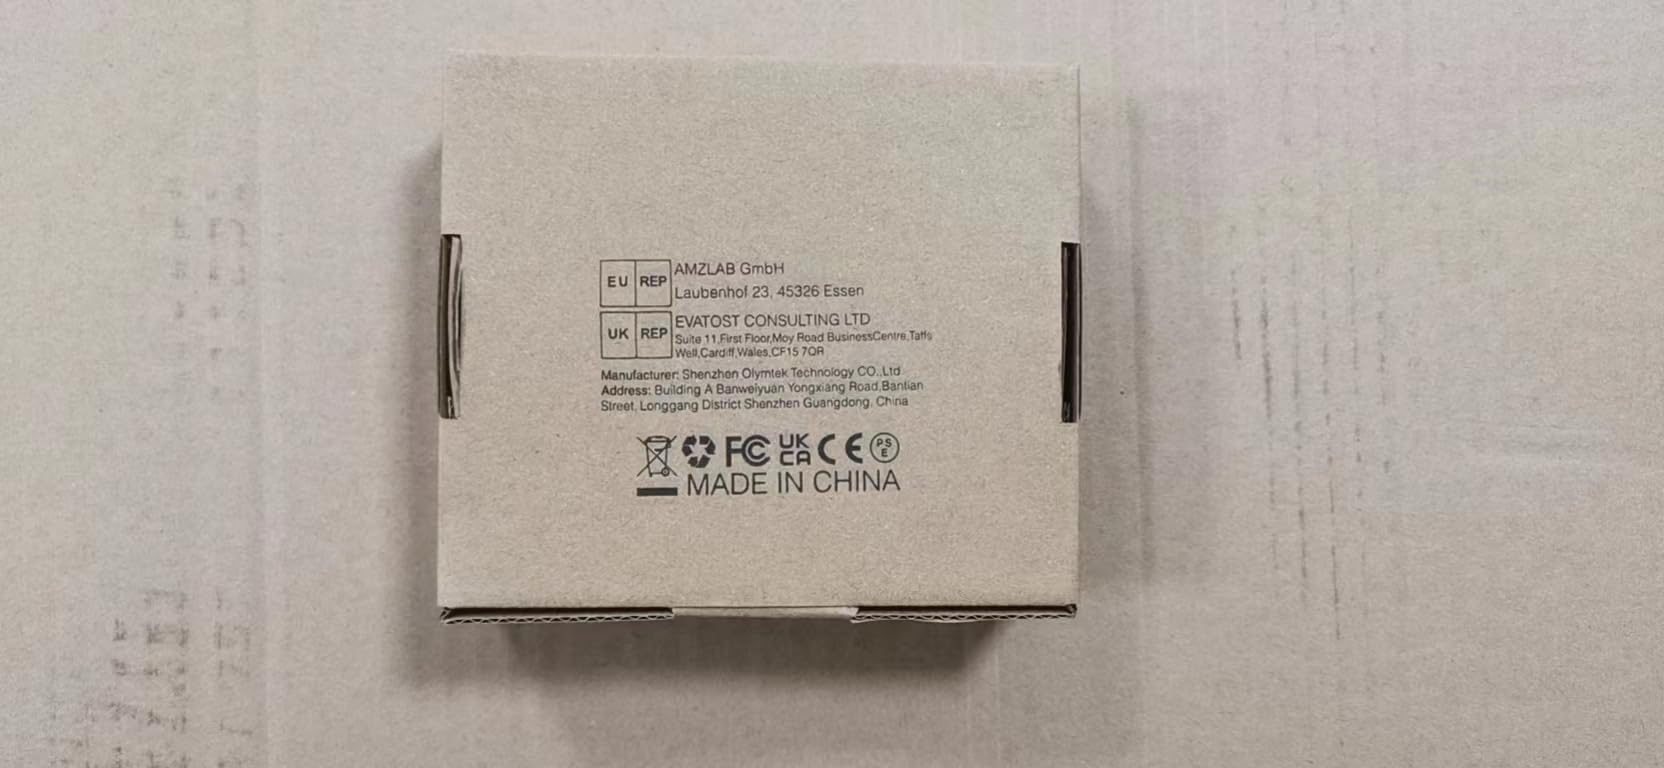 EU REP AMZLAB GmbH
Laubenhof 23, 45326 Essen
UK REP EVATOST CONSULTING LTD
Suite 11,First Floor,Moy Road BusinessCentre,Taffs
Well,Cardiff,Wales,CF15 7QR
Manufacturer: Shenzhen Olymtek Technology CO.,Ltd
Address: Building A Banweiyuan Yongxiang Road,Bantian
Street, Longgang District Shenzhen Guangdong, China
FC UK CA CE PS E
MADE IN CHINA